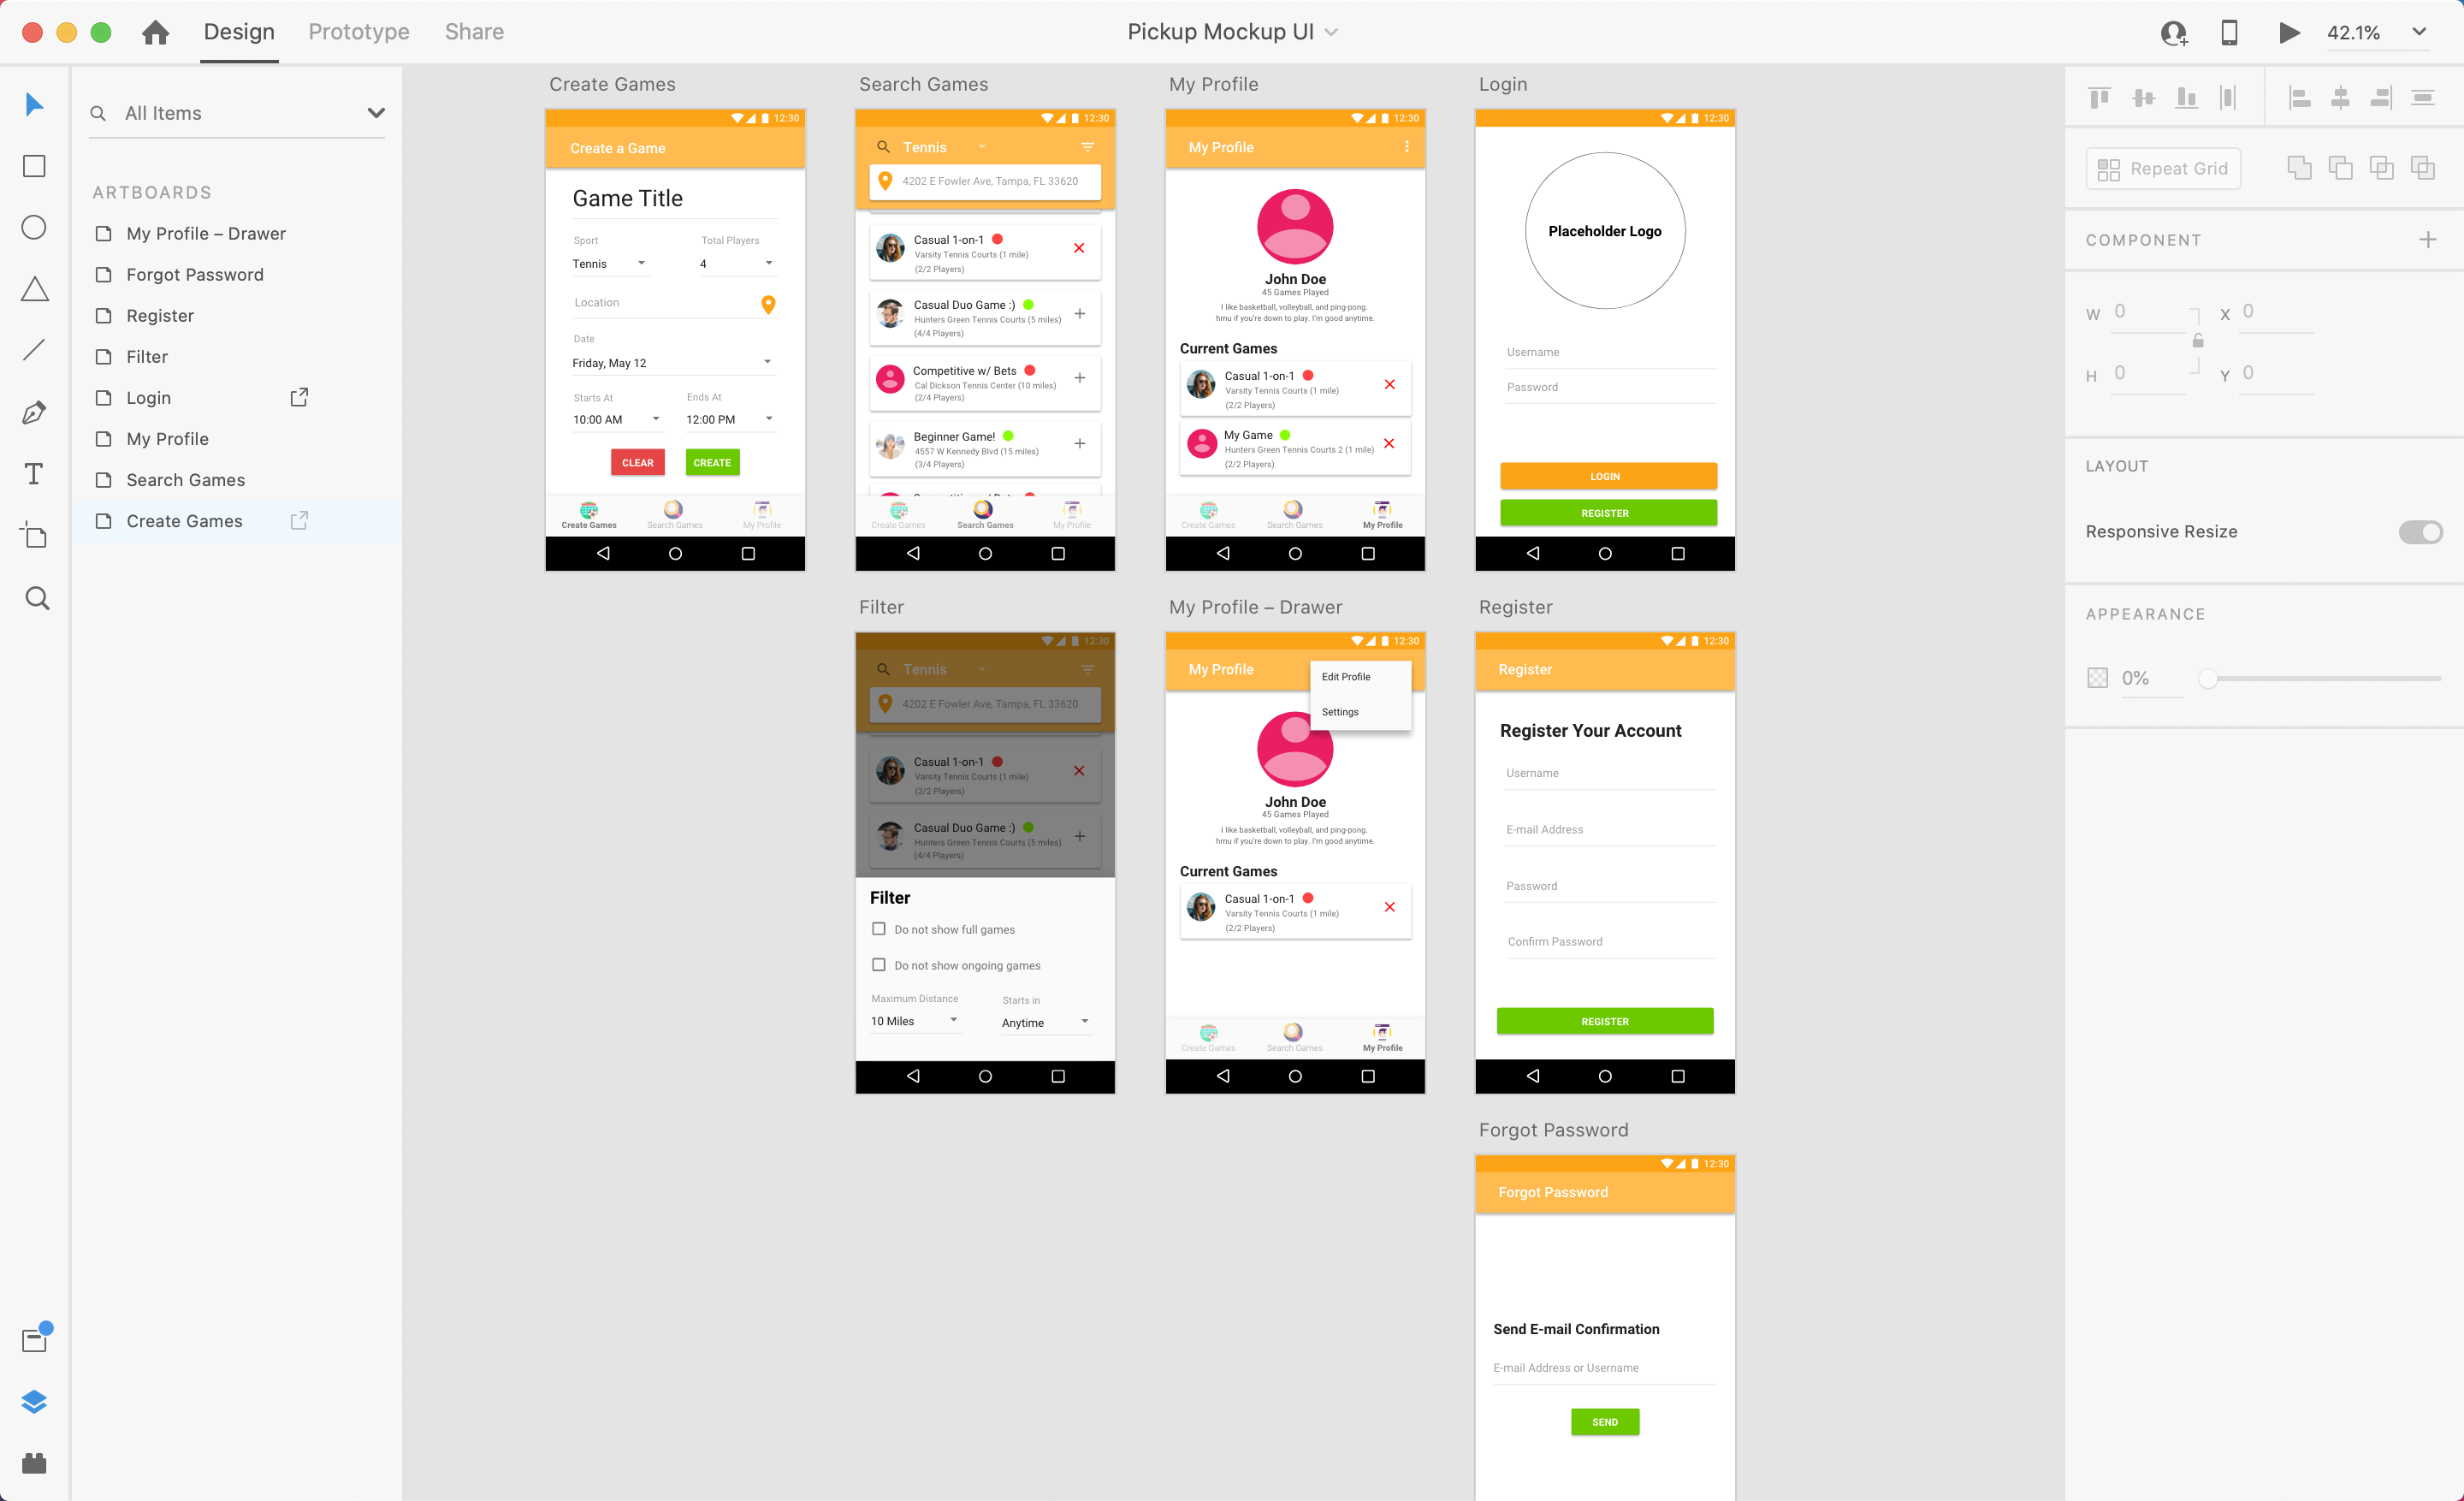 Design
Prototype
Share
Pickup Mockup UI
42.1%
All Items
ARTBOARDS
My Profile – Drawer
Forgot Password
Register
Filter
Login
My Profile
Search Games
Create Games
Create Games
12:30
Create a Game
Game Title
Sport
Total Players
Tennis
4
Location
Date
Friday, May 12
Starts At
Ends At
10:00 AM
12:00 PM
CLEAR
CREATE
Create Games
Search Games
My Profile
Search Games
12:30
Tennis
4202 E Fowler Ave, Tampa, FL 33620
Casual 1-on-1
Varsity Tennis Courts (1 mile)
(2/2 Players)
Casual Duo Game :)
Hunters Green Tennis Courts (5 miles)
(4/4 Players)
Competitive w/ Bets
Cal Dickson Tennis Center (10 miles)
(2/4 Players)
Beginner Game!
4557 W Kennedy Blvd (15 miles)
(3/4 Players)
Create Games
Search Games
My Profile
My Profile
12:30
My Profile
John Doe
45 Games Played
I like basketball, volleyball, and ping-pong.
hmu if you're down to play. I'm good anytime.
Current Games
Casual 1-on-1
Varsity Tennis Courts (1 mile)
(2/2 Players)
My Game
Hunters Green Tennis Courts 2 (1 mile)
(2/2 Players)
Create Games
Search Games
My Profile
Login
12:30
Placeholder Logo
Username
Password
LOGIN
REGISTER
Filter
12:30
Tennis
4202 E Fowler Ave, Tampa, FL 33620
Casual 1-on-1
Varsity Tennis Courts (1 mile)
(2/2 Players)
Casual Duo Game :)
Hunters Green Tennis Courts (5 miles)
(4/4 Players)
Filter
Do not show full games
Do not show ongoing games
Maximum Distance
Starts in
10 Miles
Anytime
My Profile – Drawer
12:30
My Profile
Edit Profile
Settings
John Doe
45 Games Played
I like basketball, volleyball, and ping-pong.
hmu if you're down to play. I'm good anytime.
Current Games
Casual 1-on-1
Varsity Tennis Courts (1 mile)
(2/2 Players)
Create Games
Search Games
My Profile
Register
12:30
Register
Register Your Account
Username
E-mail Address
Password
Confirm Password
REGISTER
Forgot Password
12:30
Forgot Password
Send E-mail Confirmation
E-mail Address or Username
SEND
Repeat Grid
COMPONENT
W 0
X 0
H 0
Y 0
LAYOUT
Responsive Resize
APPEARANCE
0%